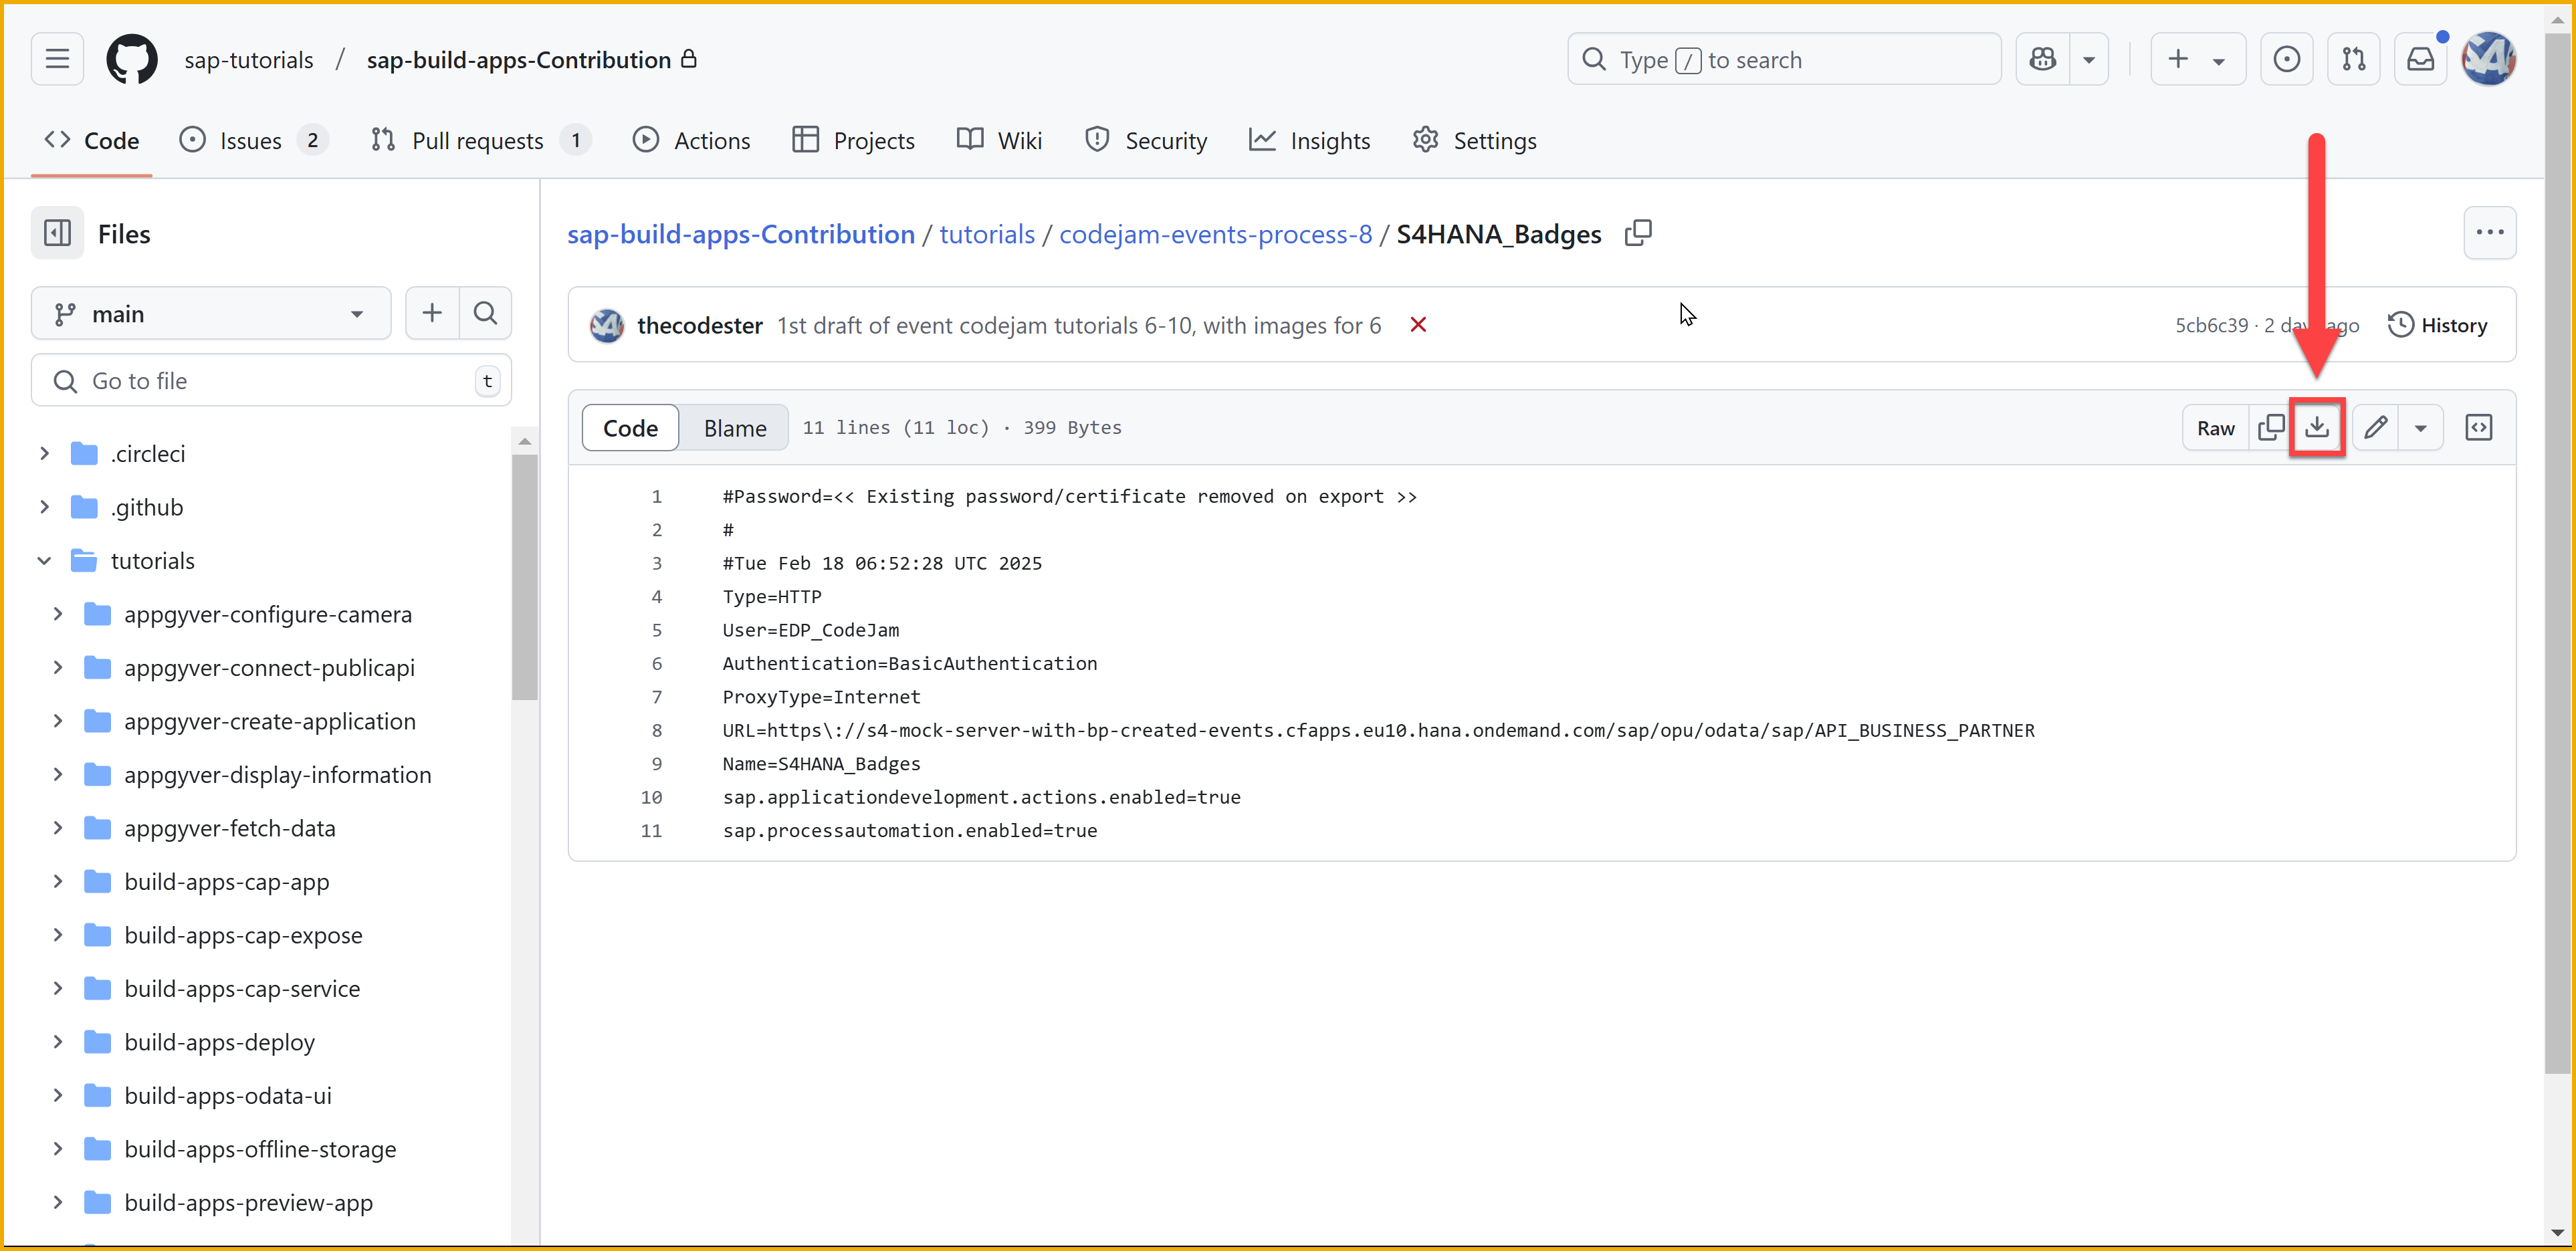 sap-tutorials / sap-build-apps-Contribution
Type / to search
Code
Issues 2
Pull requests 1
Actions
Projects
Wiki
Security
Insights
Settings
Files
main
Go to file
t
.circleci
.github
tutorials
appgyver-configure-camera
appgyver-connect-publicapi
appgyver-create-application
appgyver-display-information
appgyver-fetch-data
build-apps-cap-app
build-apps-cap-expose
build-apps-cap-service
build-apps-deploy
build-apps-odata-ui
build-apps-offline-storage
build-apps-preview-app
sap-build-apps-Contribution / tutorials / codejam-events-process-8 / S4HANA_Badges
thecodester 1st draft of event codejam tutorials 6-10, with images for 6
5cb6c39 · 2 da ago
History
Code Blame 11 lines (11 loc) · 399 Bytes
Raw
1 #Password=<< Existing password/certificate removed on export >>
2 #
3 #Tue Feb 18 06:52:28 UTC 2025
4 Type=HTTP
5 User=EDP_CodeJam
6 Authentication=BasicAuthentication
7 ProxyType=Internet
8 URL=https\://s4-mock-server-with-bp-created-events.cfapps.eu10.hana.ondemand.com/sap/opu/odata/sap/API_BUSINESS_PARTNER
9 Name=S4HANA_Badges
10 sap.applicationdevelopment.actions.enabled=true
11 sap.processautomation.enabled=true